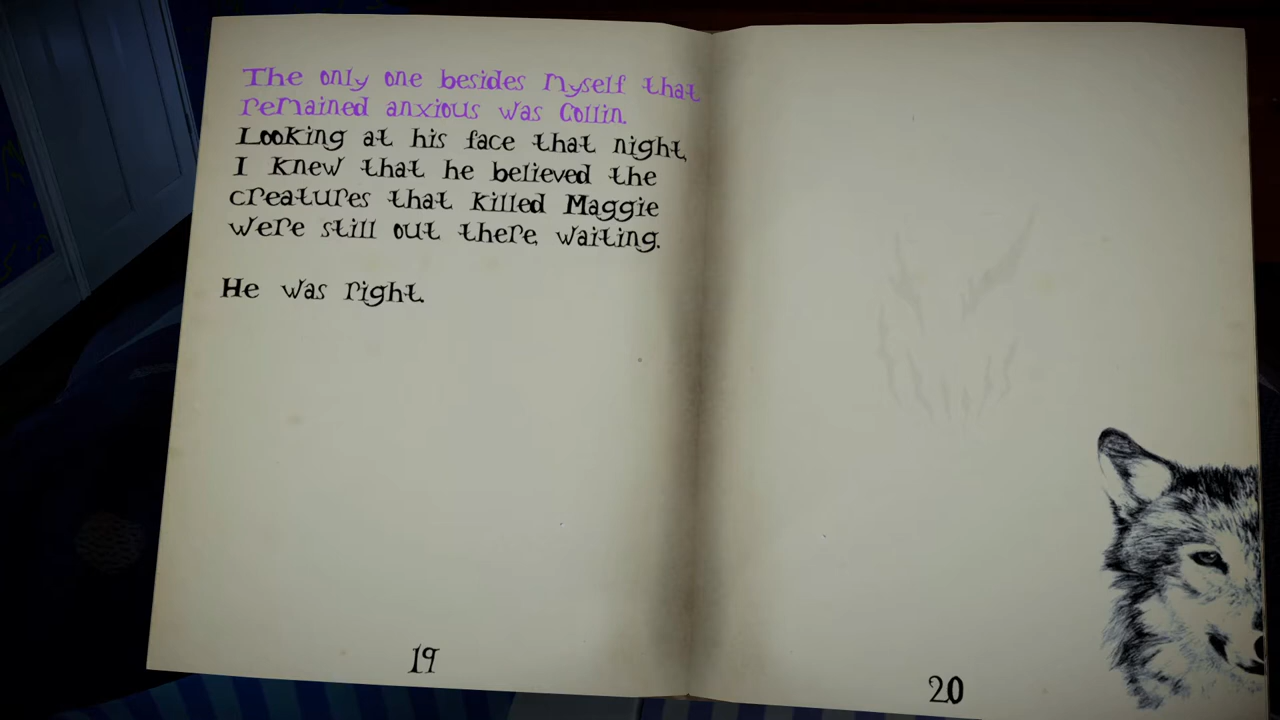 The only one besides myself that
remained anxious was Collin.
Looking at his face that night,
I knew that he believed the
creatures that killed Maggie
were still out there, waiting.
He was right.
19
20